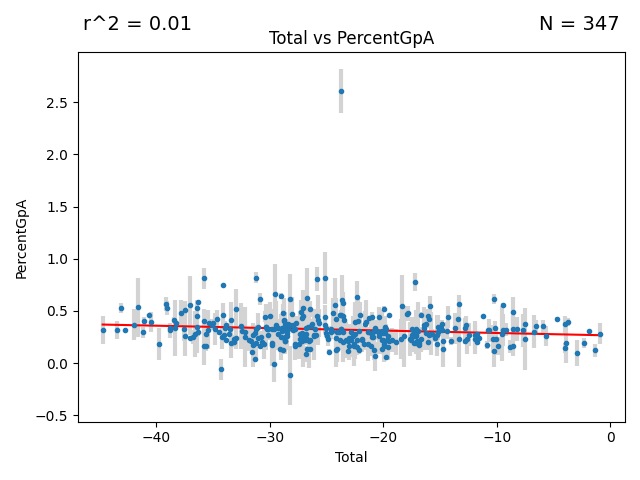 r^2 = 0.01
N = 347
Total vs PercentGpA
PercentGpA
2.5
2.0
1.5
1.0
0.5
0.0
−0.5
−40
−30
−20
−10
0
Total